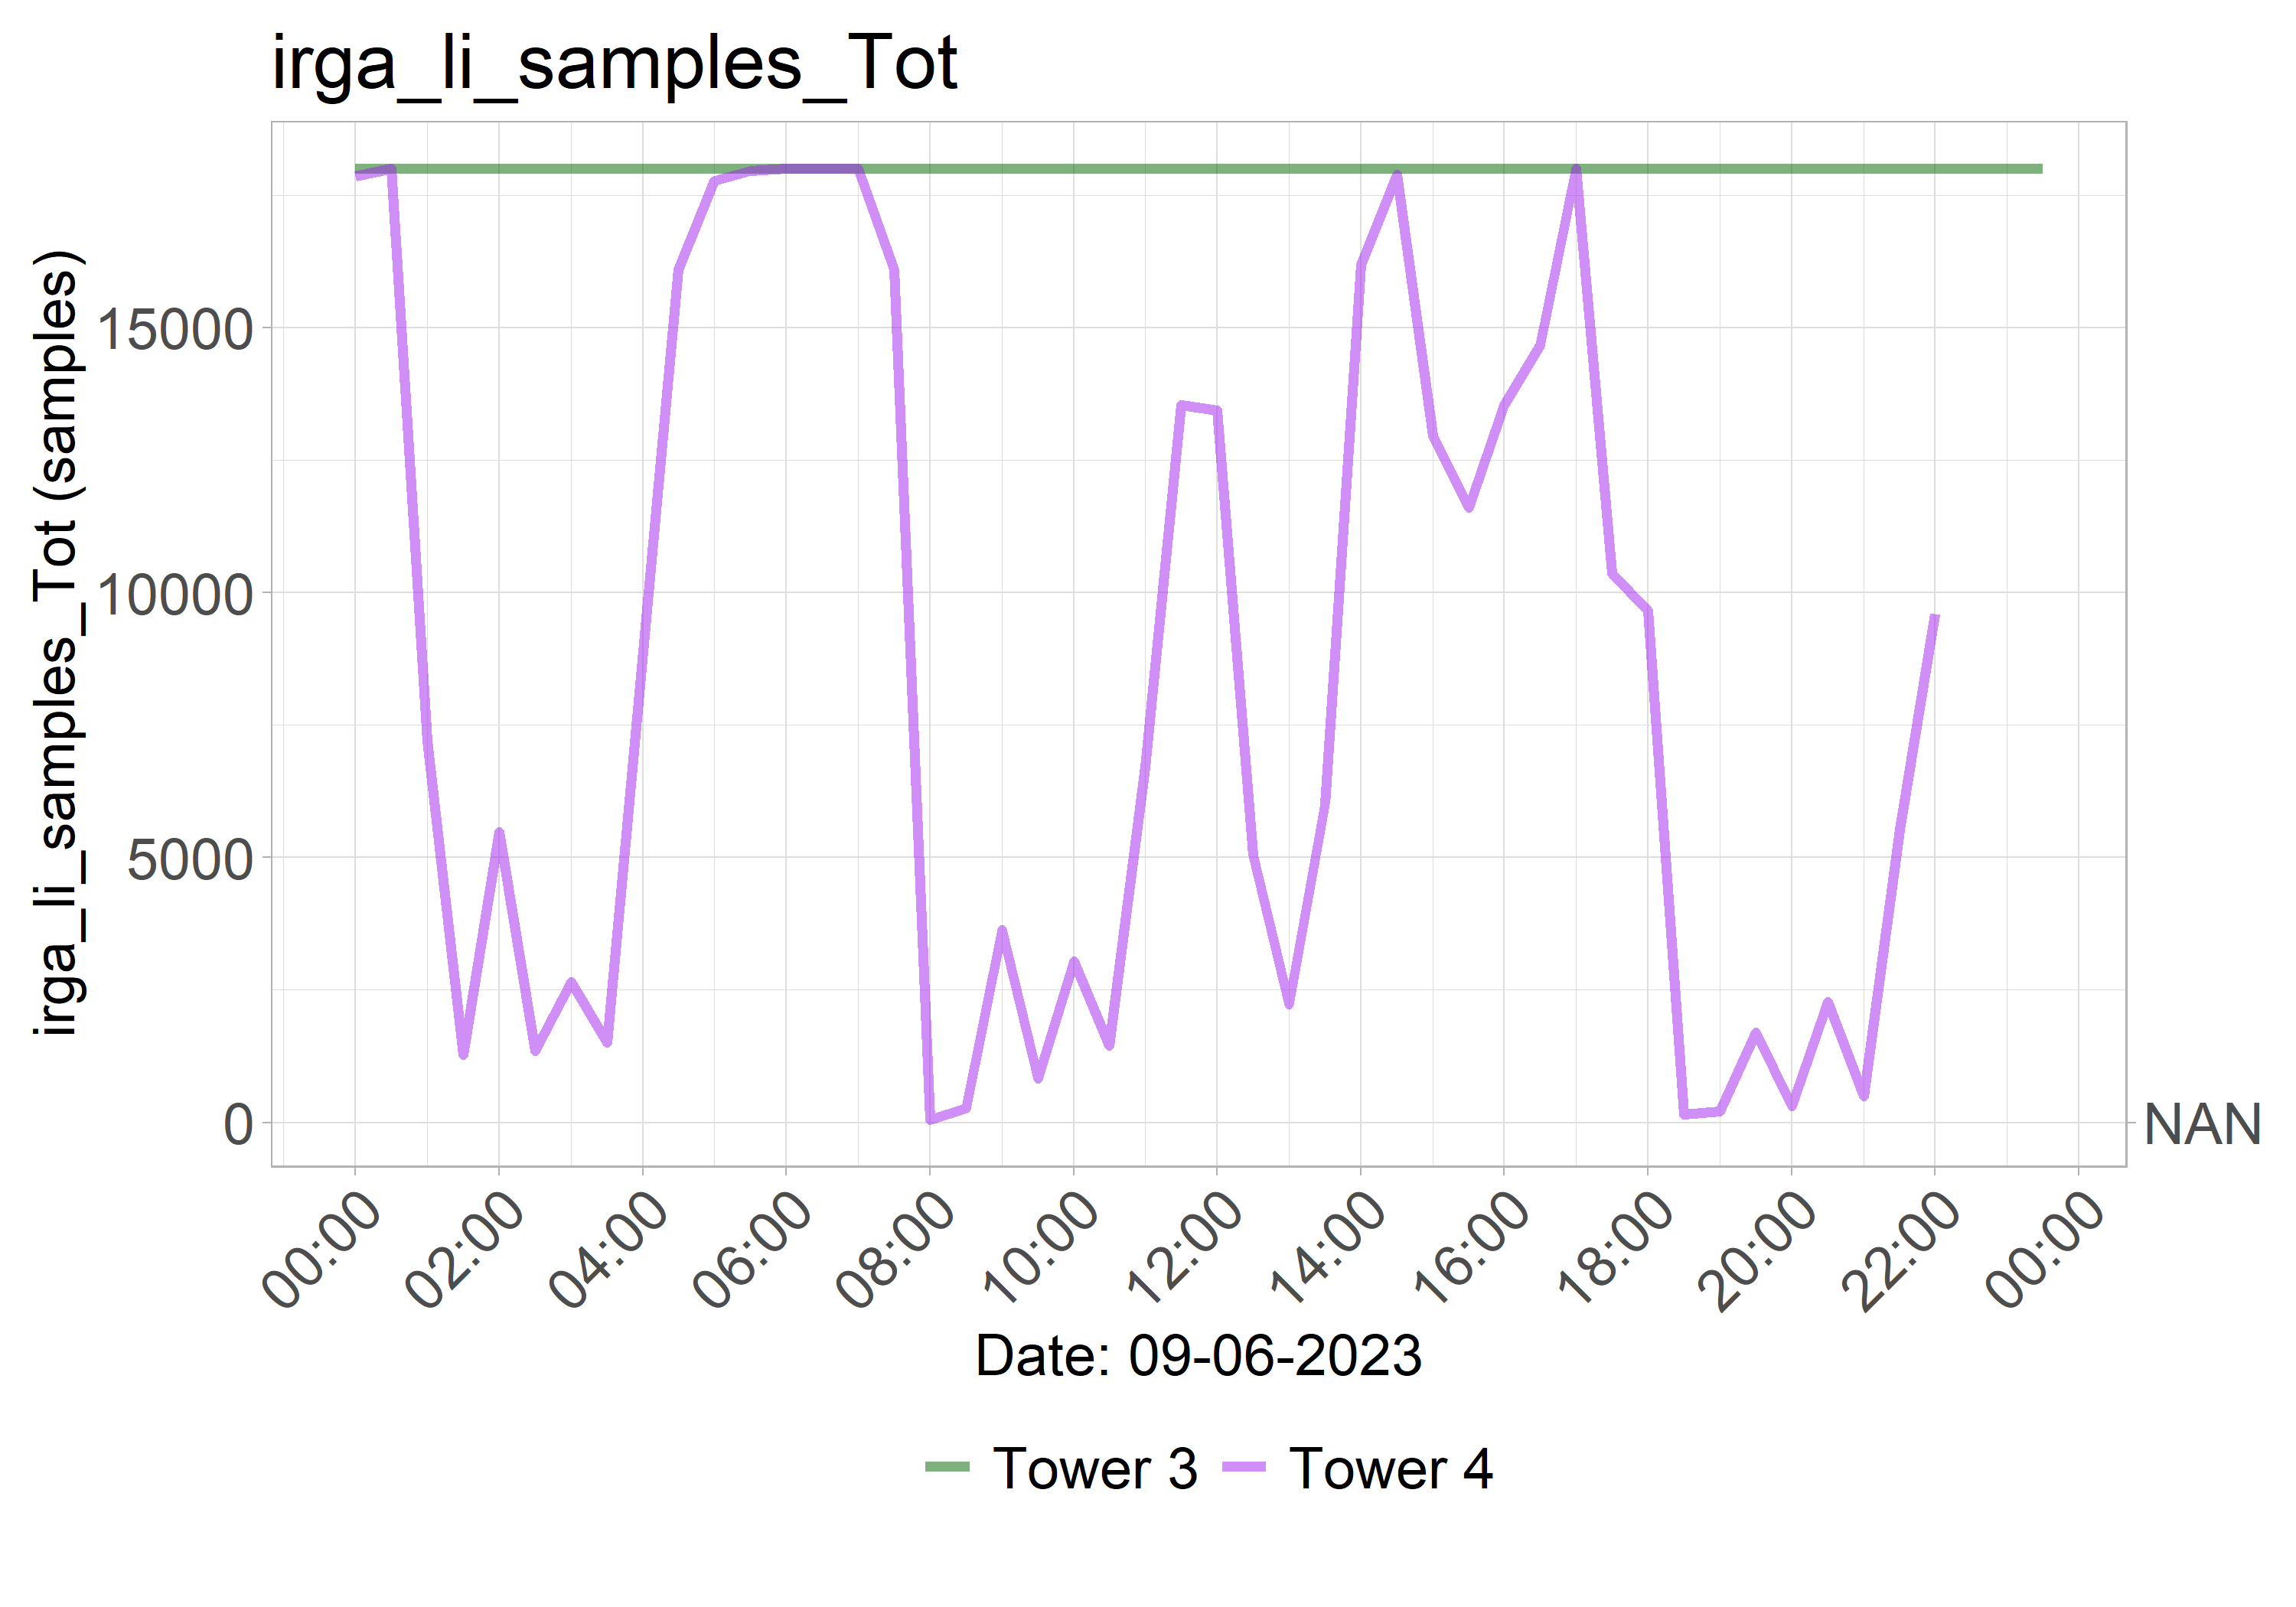 irga_li_samples_Tot
irga_li_samples_Tot (samples)
15000
10000
5000
0
NAN
00:00
02:00
04:00
06:00
08:00
10:00
12:00
14:00
16:00
18:00
20:00
22:00
00:00
Date: 09-06-2023
Tower 3
Tower 4